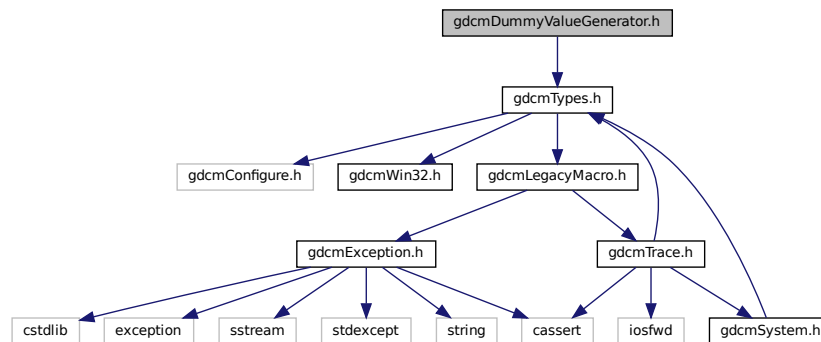 gdcmDummyValueGenerator.h
gdcmTypes.h
gdcmConfigure.h
gdcmWin32.h
gdcmLegacyMacro.h
gdcmException.h
gdcmTrace.h
cstdlib
exception
sstream
stdexcept
string
cassert
iosfwd
gdcmSystem.h